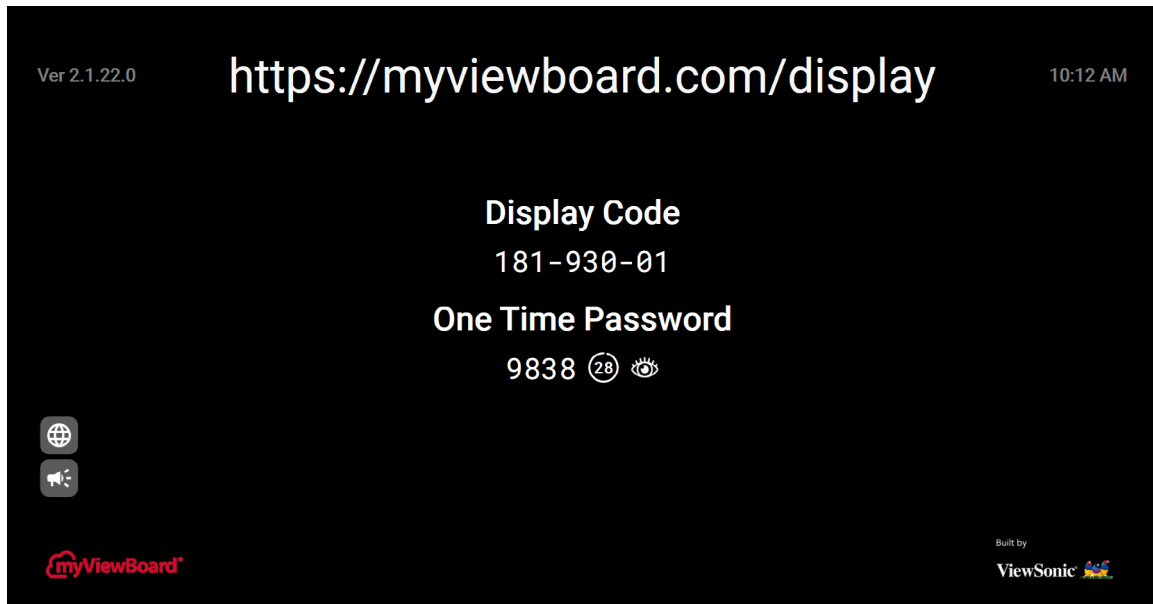 Ver 2.1.22.0
https://myviewboard.com/display
10:12 AM
Display Code
181-930-01
One Time Password
9838 28
myViewBoard®
Built by
ViewSonic®